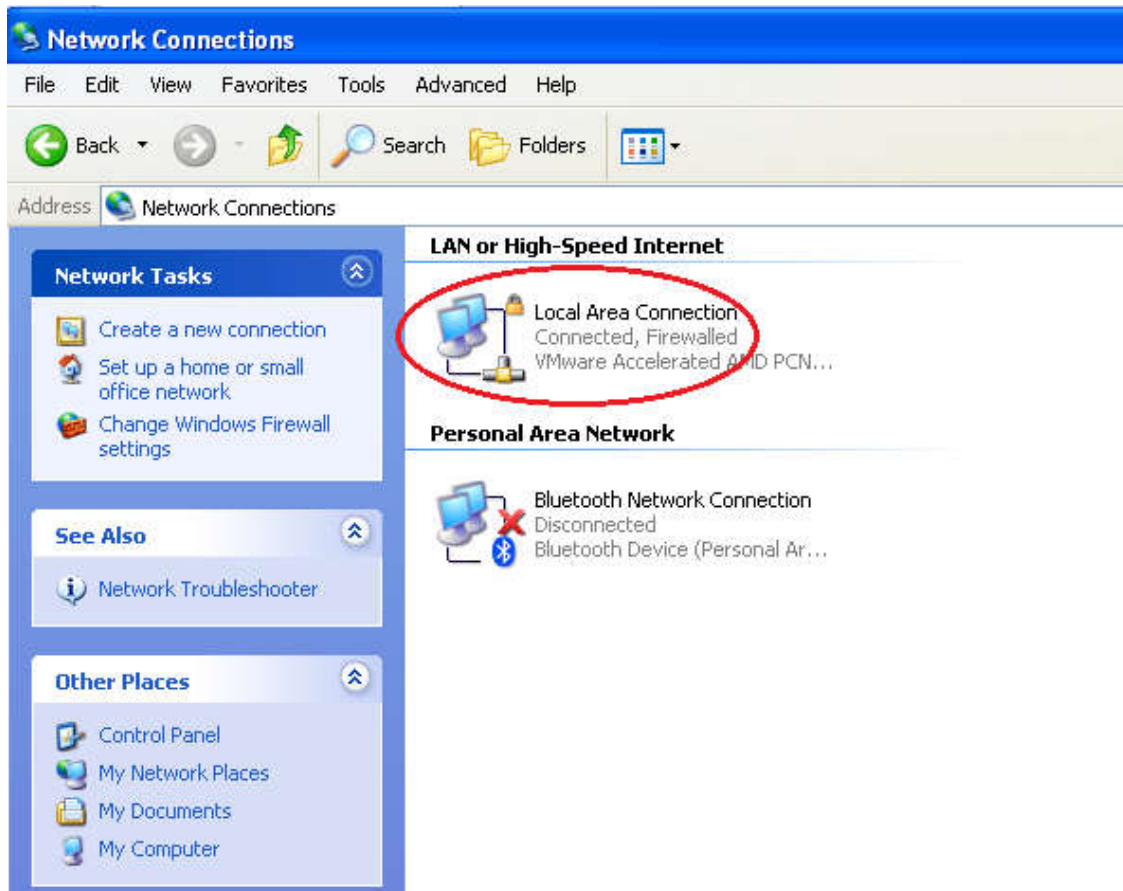 Network Connections
File Edit View Favorites Tools Advanced Help
Back Search Folders
Address Network Connections
Network Tasks
Create a new connection
Set up a home or small
office network
Change Windows Firewall
settings
See Also
Network Troubleshooter
Other Places
Control Panel
My Network Places
My Documents
My Computer
LAN or High-Speed Internet
Local Area Connection
Connected, Firewalled
VMware Accelerated AMD PCN...
Personal Area Network
Bluetooth Network Connection
Disconnected
Bluetooth Device (Personal Ar...